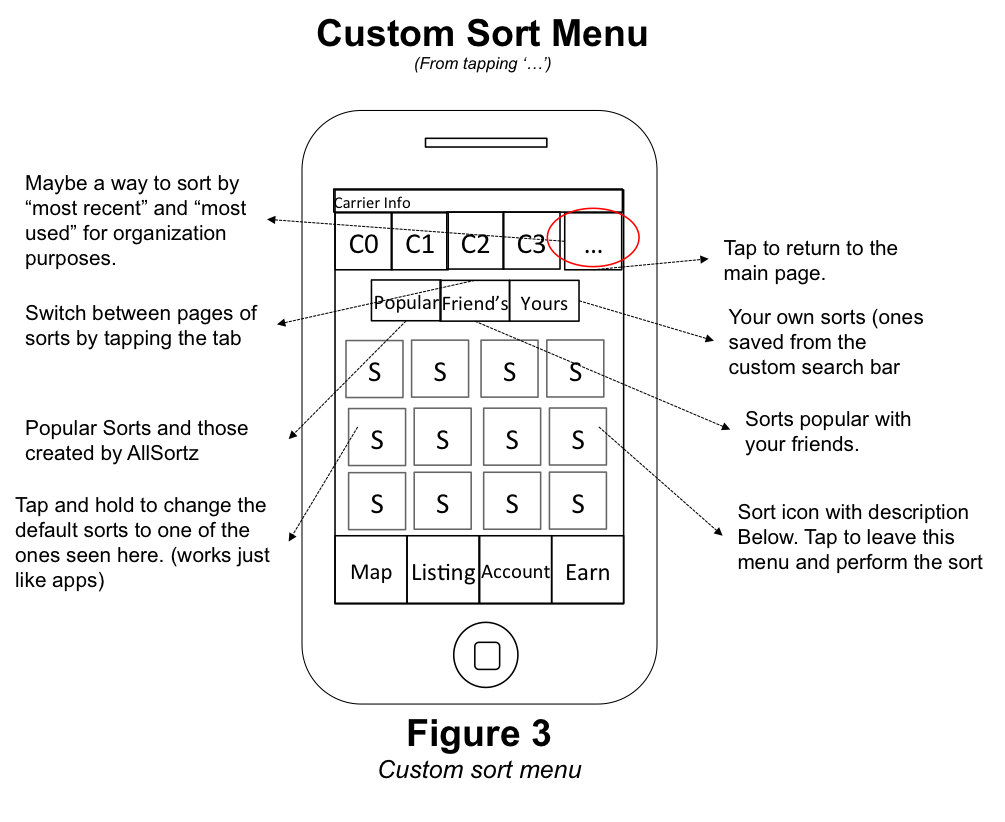 Custom Sort Menu
(From tapping ‘…’)
Maybe a way to sort by
“most recent” and “most
used” for organization
purposes.
Switch between pages of
sorts by tapping the tab
Popular Sorts and those
created by AllSortz
Tap and hold to change the
default sorts to one of the
ones seen here. (works just
like apps)
Carrier Info
C0 C1 C2 C3 ...
Popular Friend’s Yours
S S S S
S S S S
S S S S
Map Listing Account Earn
Tap to return to the
main page.
Your own sorts (ones
saved from the
custom search bar
Sorts popular with
your friends.
Sort icon with description
Below. Tap to leave this
menu and perform the sort
Figure 3
Custom sort menu